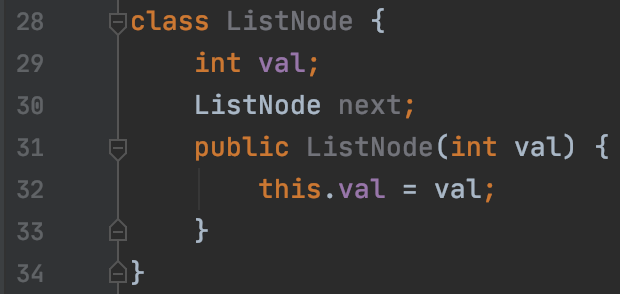 28 class ListNode {
29     int val;
30     ListNode next;
31     public ListNode(int val) {
32         this.val = val;
33     }
34 }